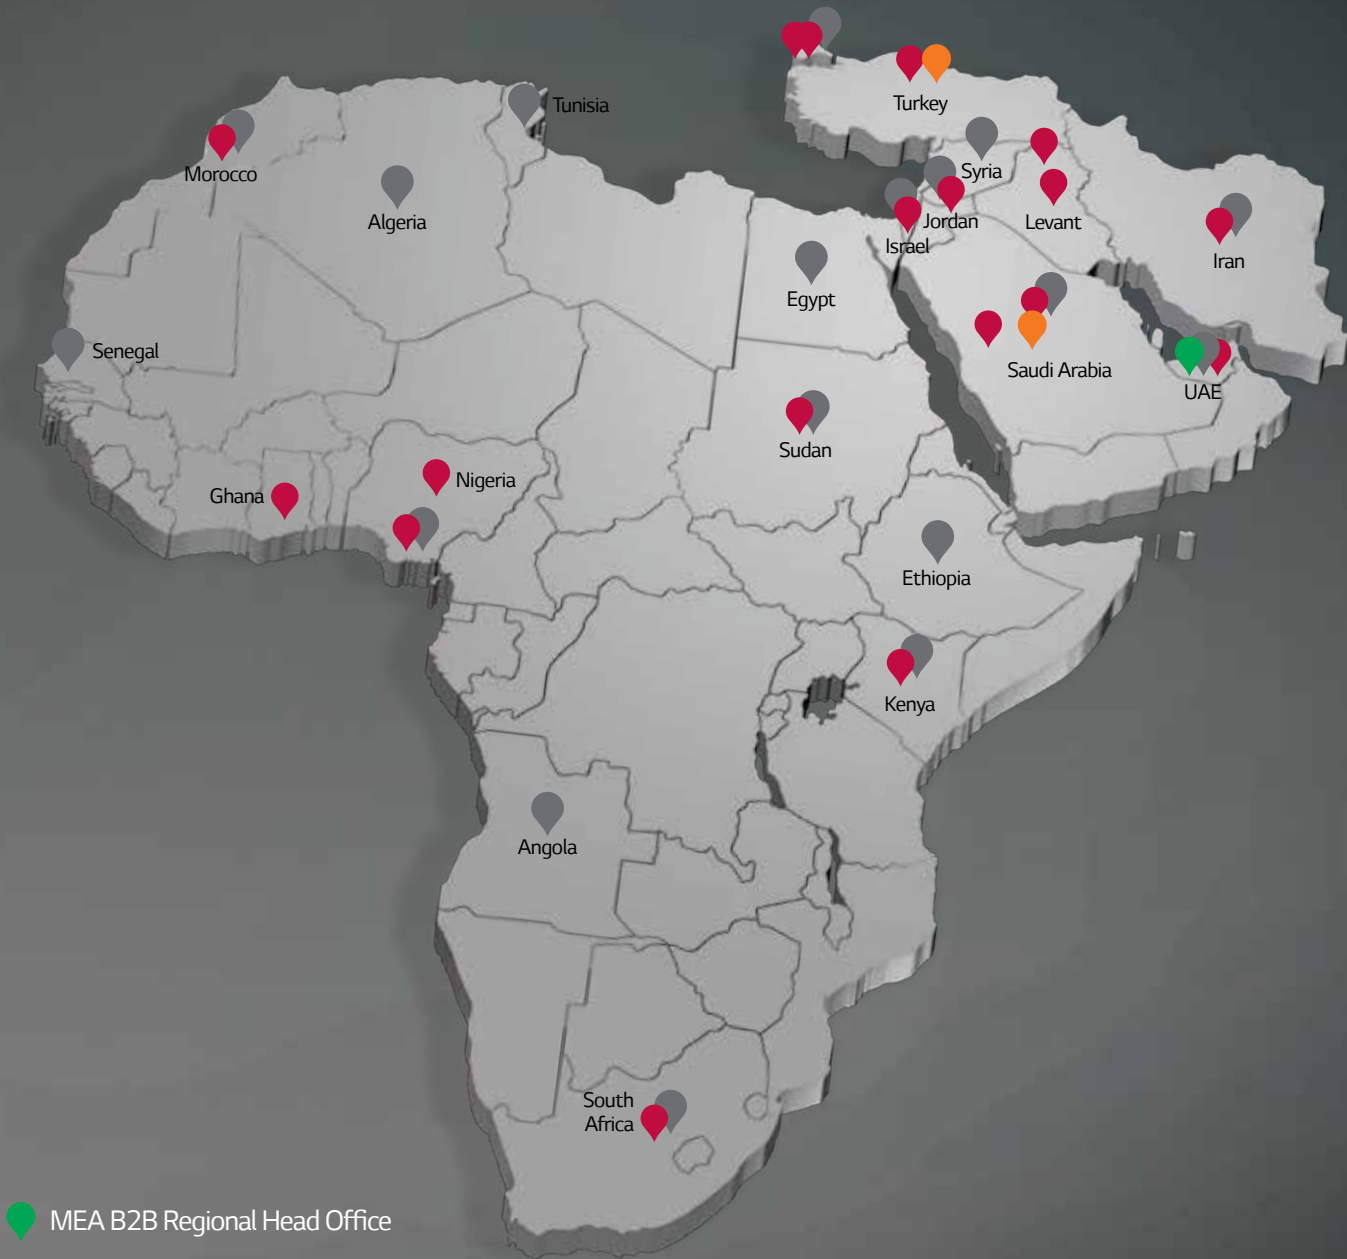 Turkey
Tunisia
Morocco
Syria
Algeria
Jordan
Levant
Israel
Iran
Egypt
Senegal
Saudi Arabia
UAE
Sudan
Nigeria
Ghana
Ethiopia
Kenya
Angola
South
Africa
MEA B2B Regional Head Office